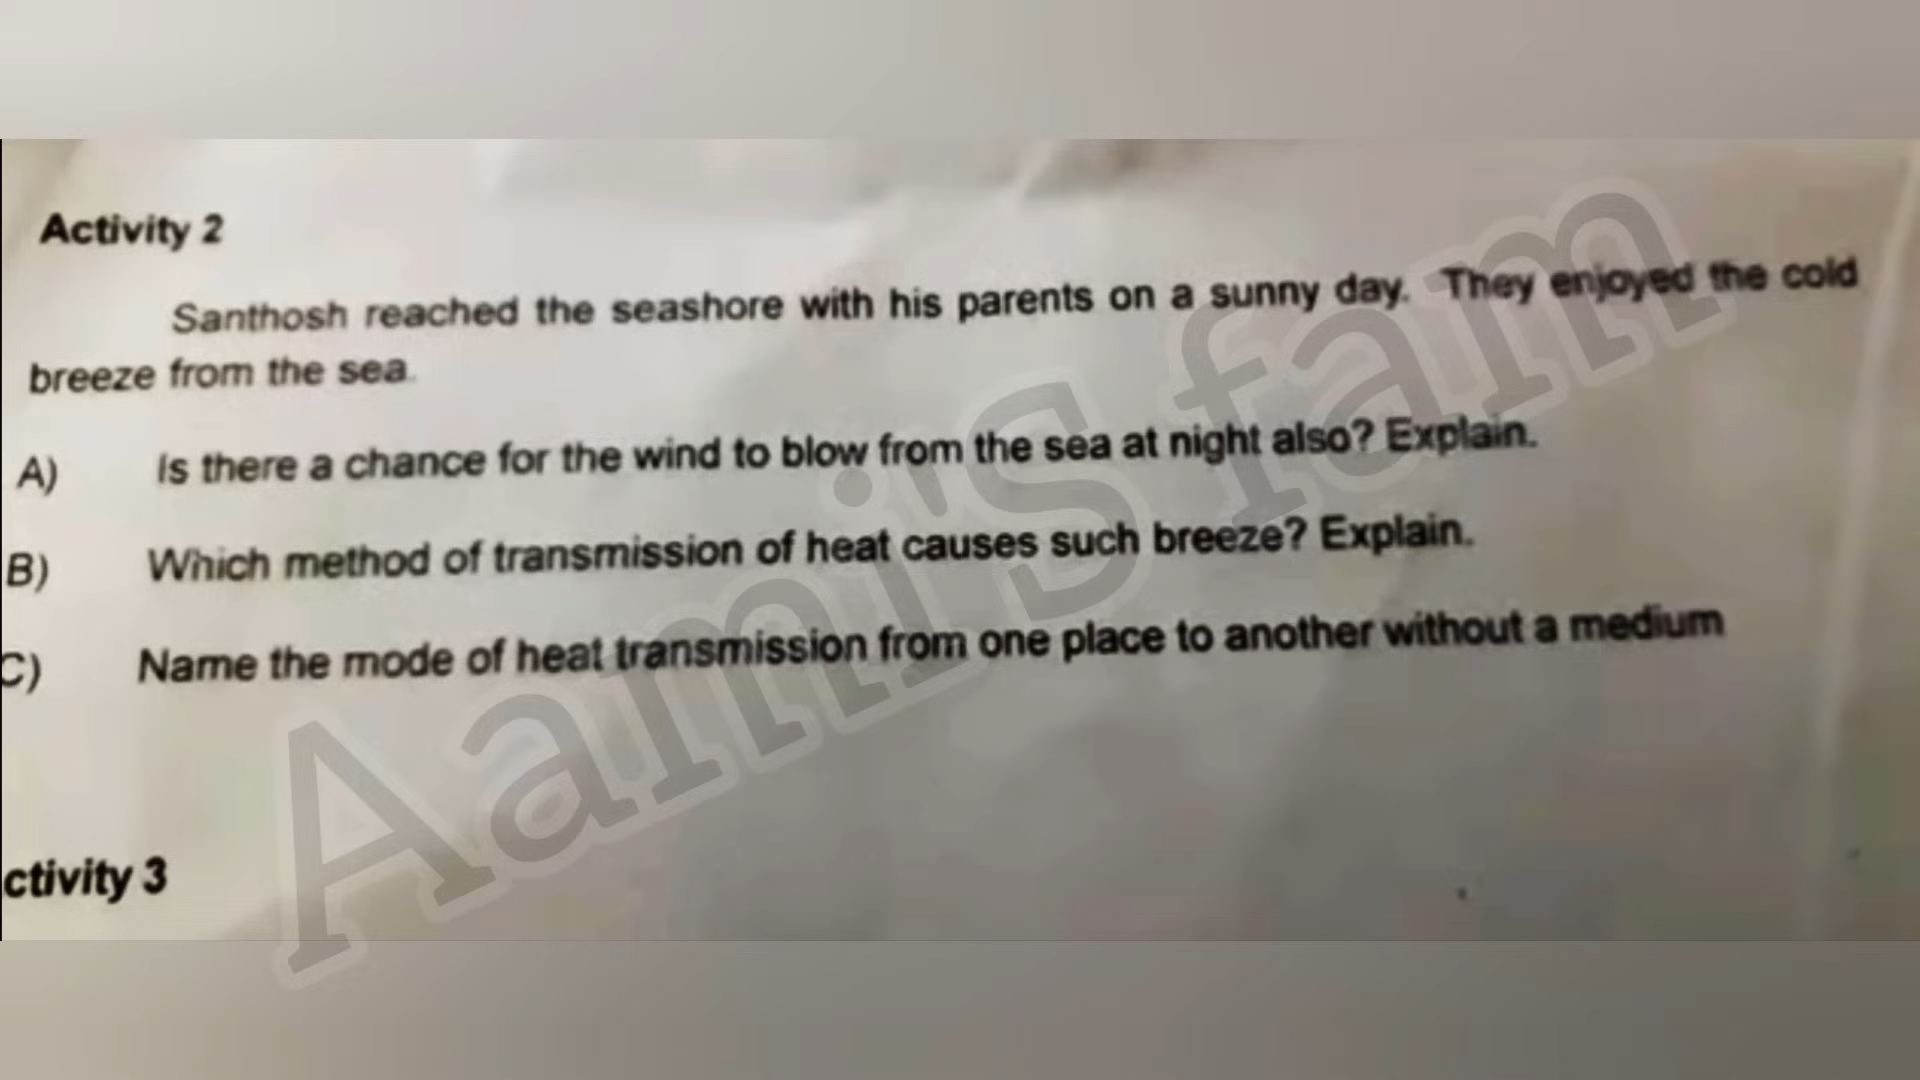 Activity 2
Santhosh reached the seashore with his parents on a sunny day. They enjoyed the cold
breeze from the sea.
A) Is there a chance for the wind to blow from the sea at night also? Explain.
B) Which method of transmission of heat causes such breeze? Explain.
C) Name the mode of heat transmission from one place to another without a medium
ctivity 3
Aami's fam